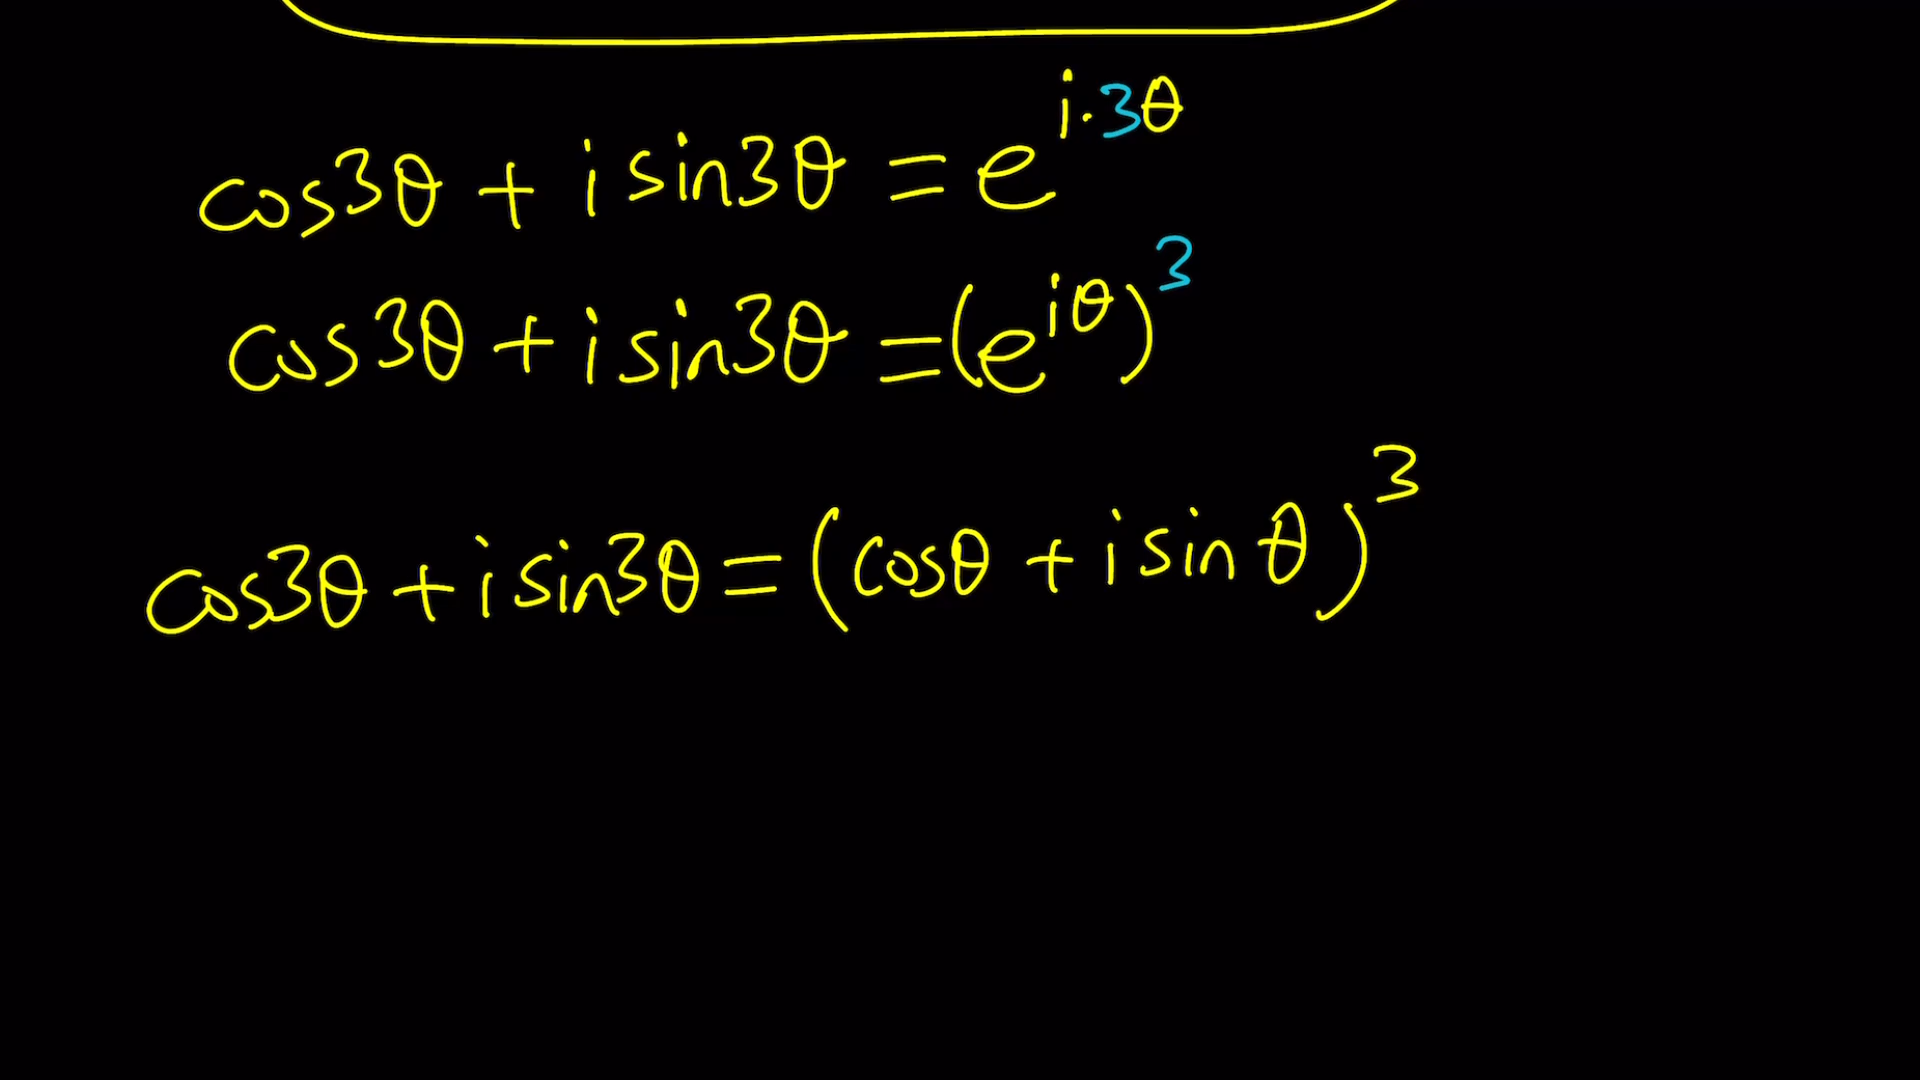 cos3θ + i sin3θ = e^{i·3θ}
cos3θ + i sin3θ = (e^{iθ})^3
cos3θ + i sin3θ = (cosθ + i sin θ)^3